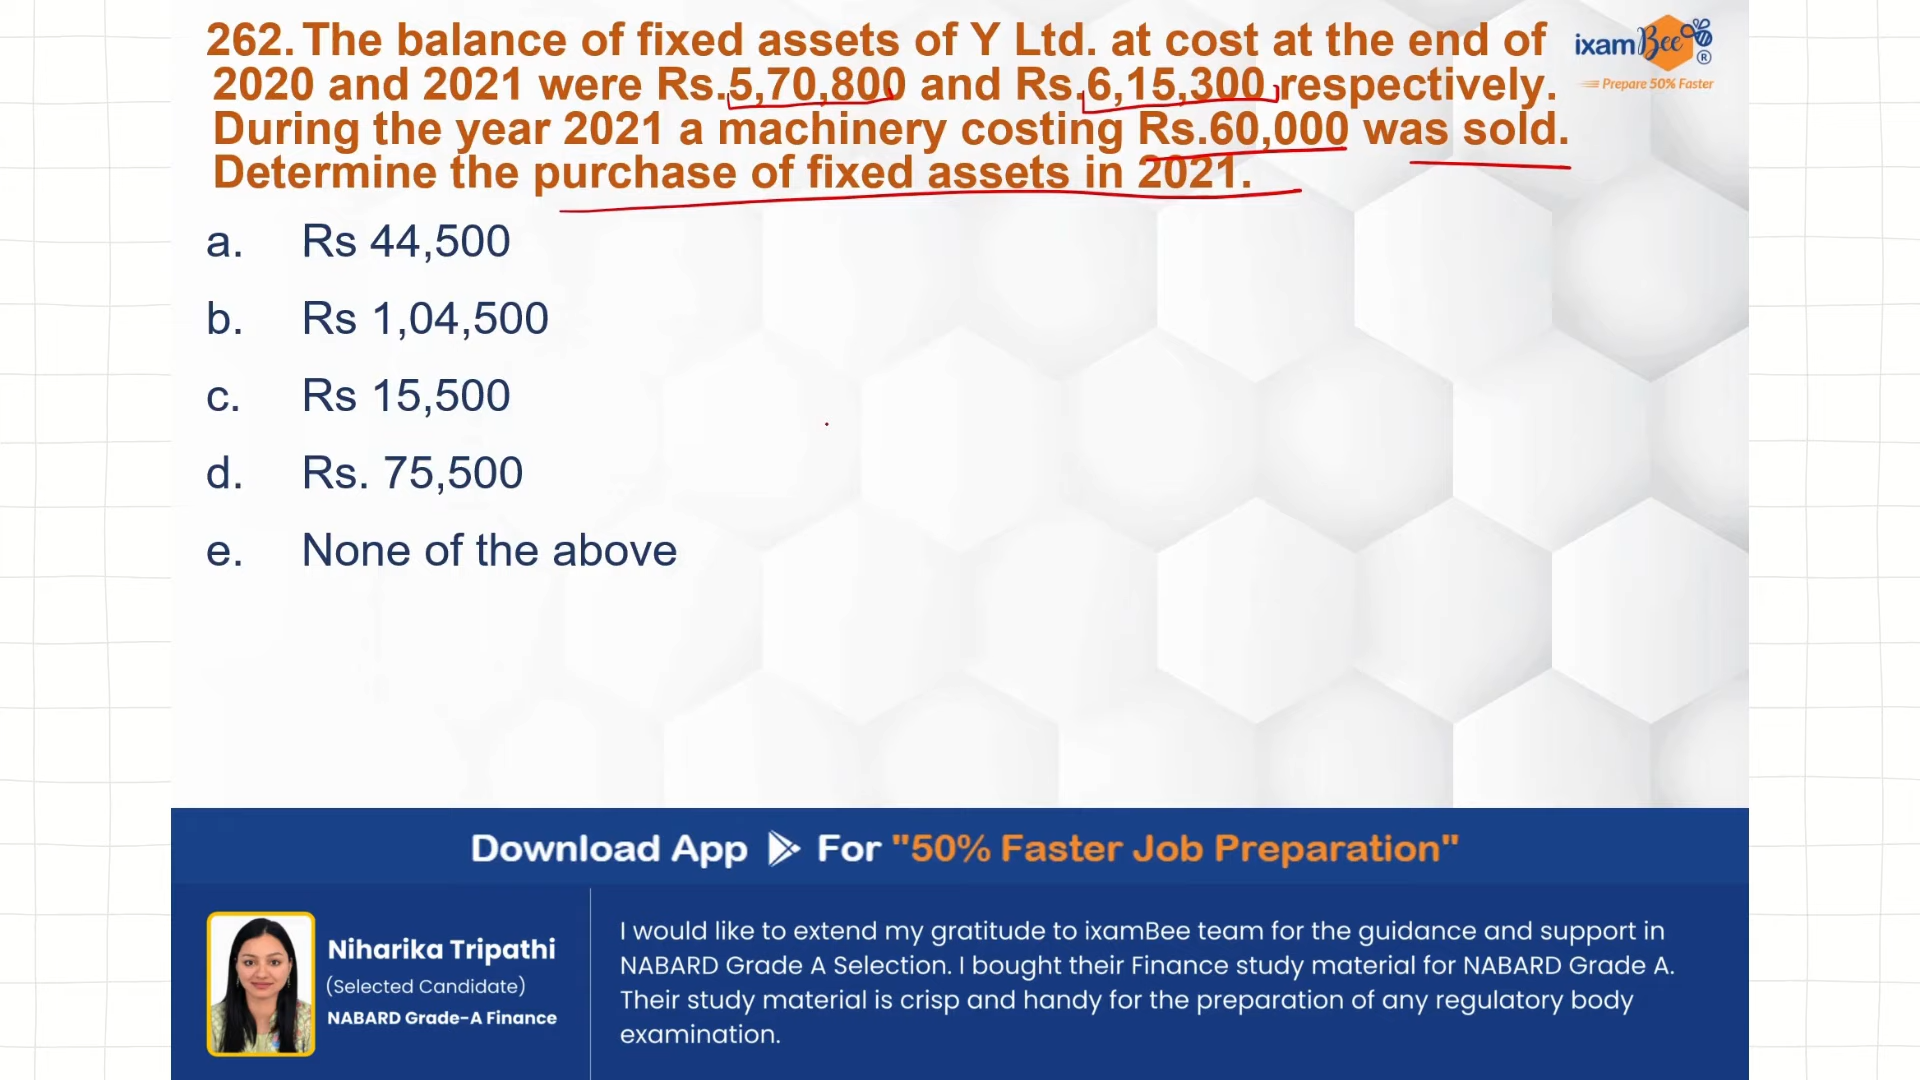 262. The balance of fixed assets of Y Ltd. at cost at the end of
2020 and 2021 were Rs.5,70,800 and Rs.6,15,300 respectively.
During the year 2021 a machinery costing Rs.60,000 was sold.
Determine the purchase of fixed assets in 2021.
ixamBee ®
Prepare 50% Faster
a. Rs 44,500
b. Rs 1,04,500
c. Rs 15,500
d. Rs. 75,500
e. None of the above
Download App For "50% Faster Job Preparation"
Niharika Tripathi
(Selected Candidate)
NABARD Grade-A Finance
I would like to extend my gratitude to ixamBee team for the guidance and support in
NABARD Grade A Selection. I bought their Finance study material for NABARD Grade A.
Their study material is crisp and handy for the preparation of any regulatory body
examination.